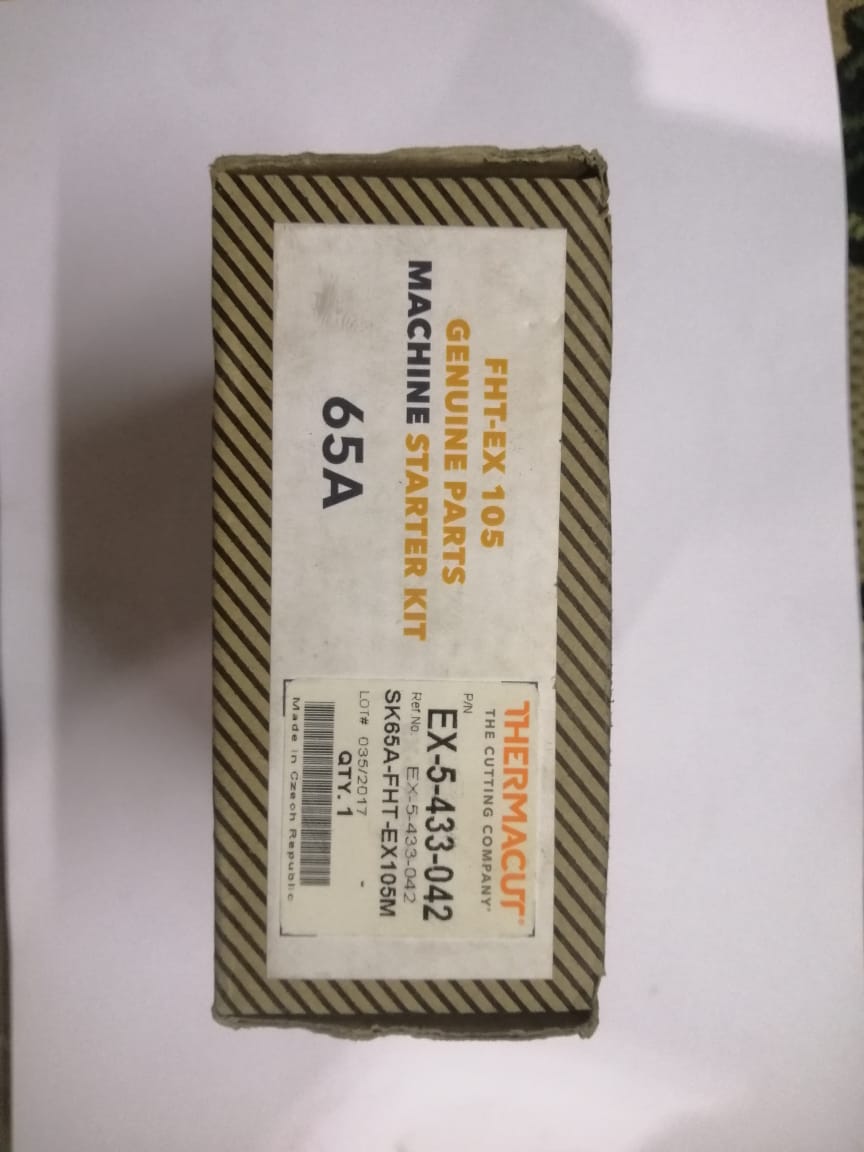 FHT-EX 105
GENUINE PARTS
MACHINE STARTER KIT
65A
THERMACUT®
THE CUTTING COMPANY®
P/N
EX-5-433-042
Ref.No. EX-5-433-042
SK65A-FHT-EX105M
LOT# 035/2017 -
QTY. 1
Made in Czech Republic